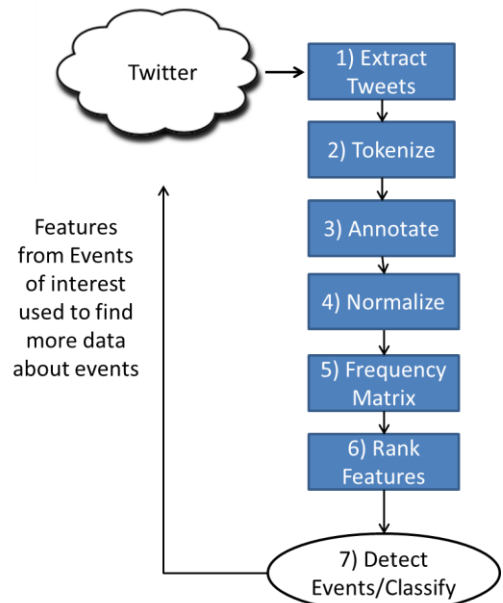 Twitter
1) Extract
Tweets
2) Tokenize
3) Annotate
4) Normalize
5) Frequency
Matrix
6) Rank
Features
7) Detect
Events/Classify
Features
from Events
of interest
used to find
more data
about events